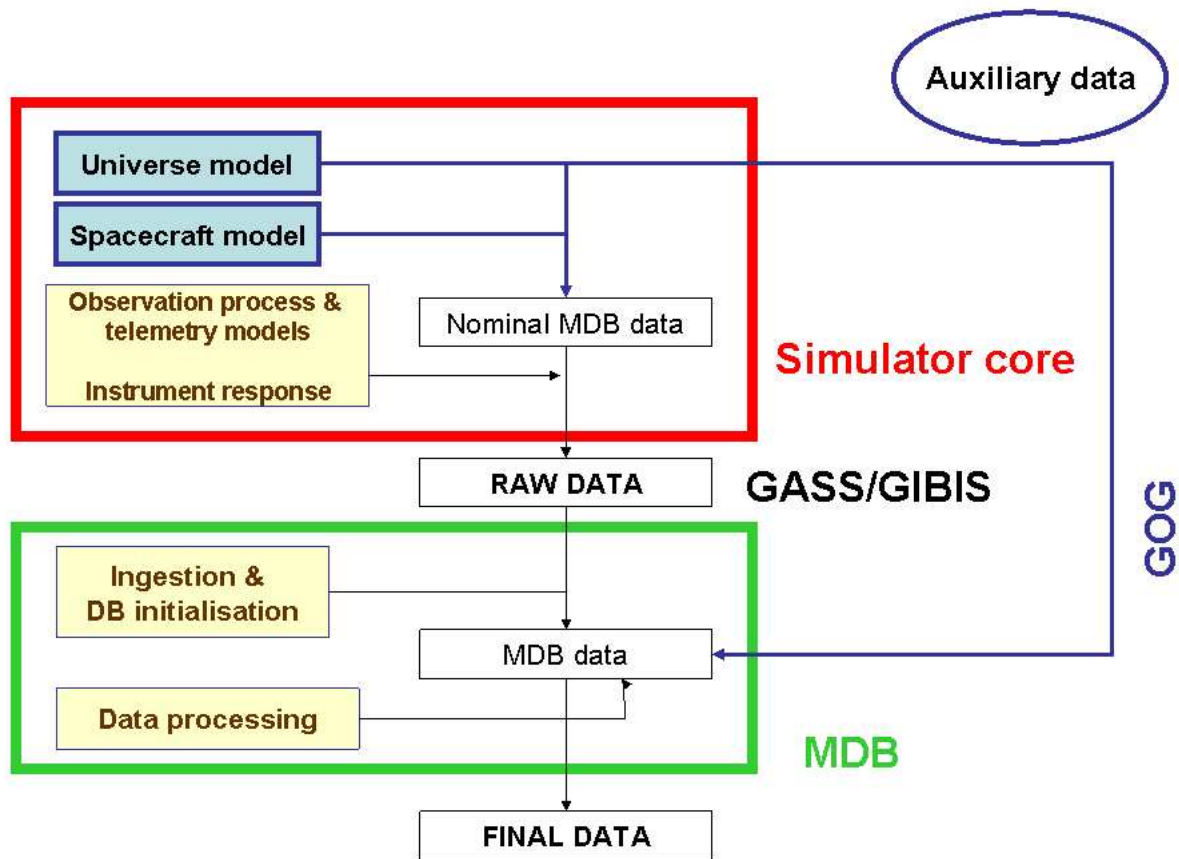 Auxiliary data
Universe model
Spacecraft model
Observation process &
telemetry models
Instrument response
Nominal MDB data
Simulator core
RAW DATA
GASS/GIBIS
GOG
Ingestion &
DB initialisation
MDB data
Data processing
MDB
FINAL DATA